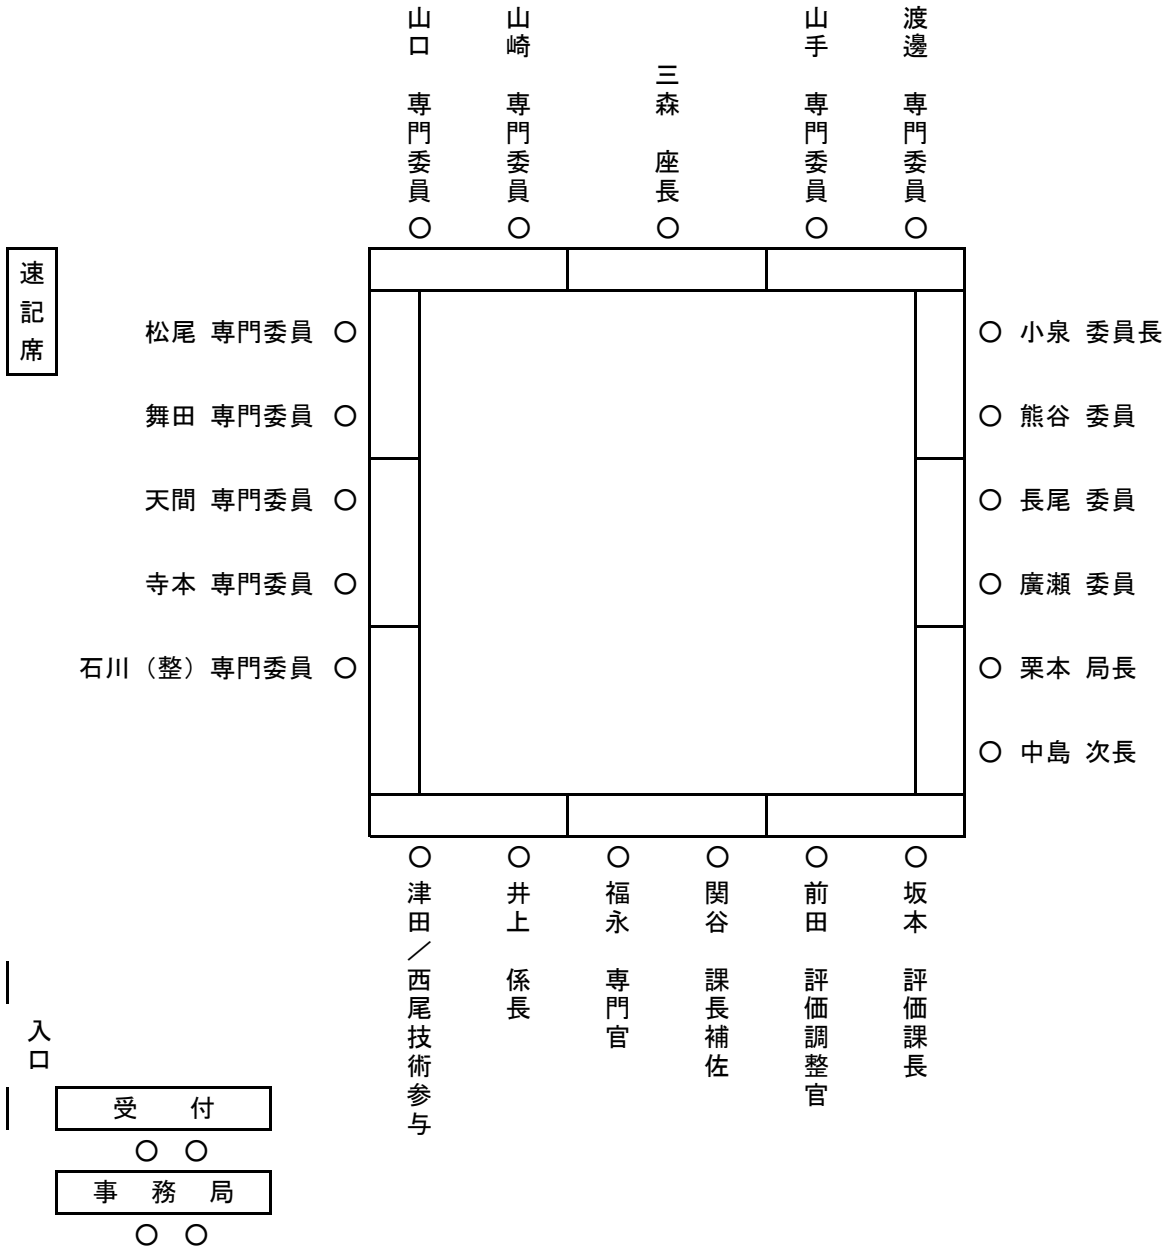 山口 専門委員
山崎 専門委員
三森 座長
山手 専門委員
渡邊 専門委員
速記席
松尾 専門委員
舞田 専門委員
天間 専門委員
寺本 専門委員
石川（整）専門委員
小泉 委員長
熊谷 委員
長尾 委員
廣瀬 委員
栗本 局長
中島 次長
津田／西尾技術参与
井上 係長
福永 専門官
関谷 課長補佐
前田 評価調整官
坂本 評価課長
入口
受 付
事 務 局